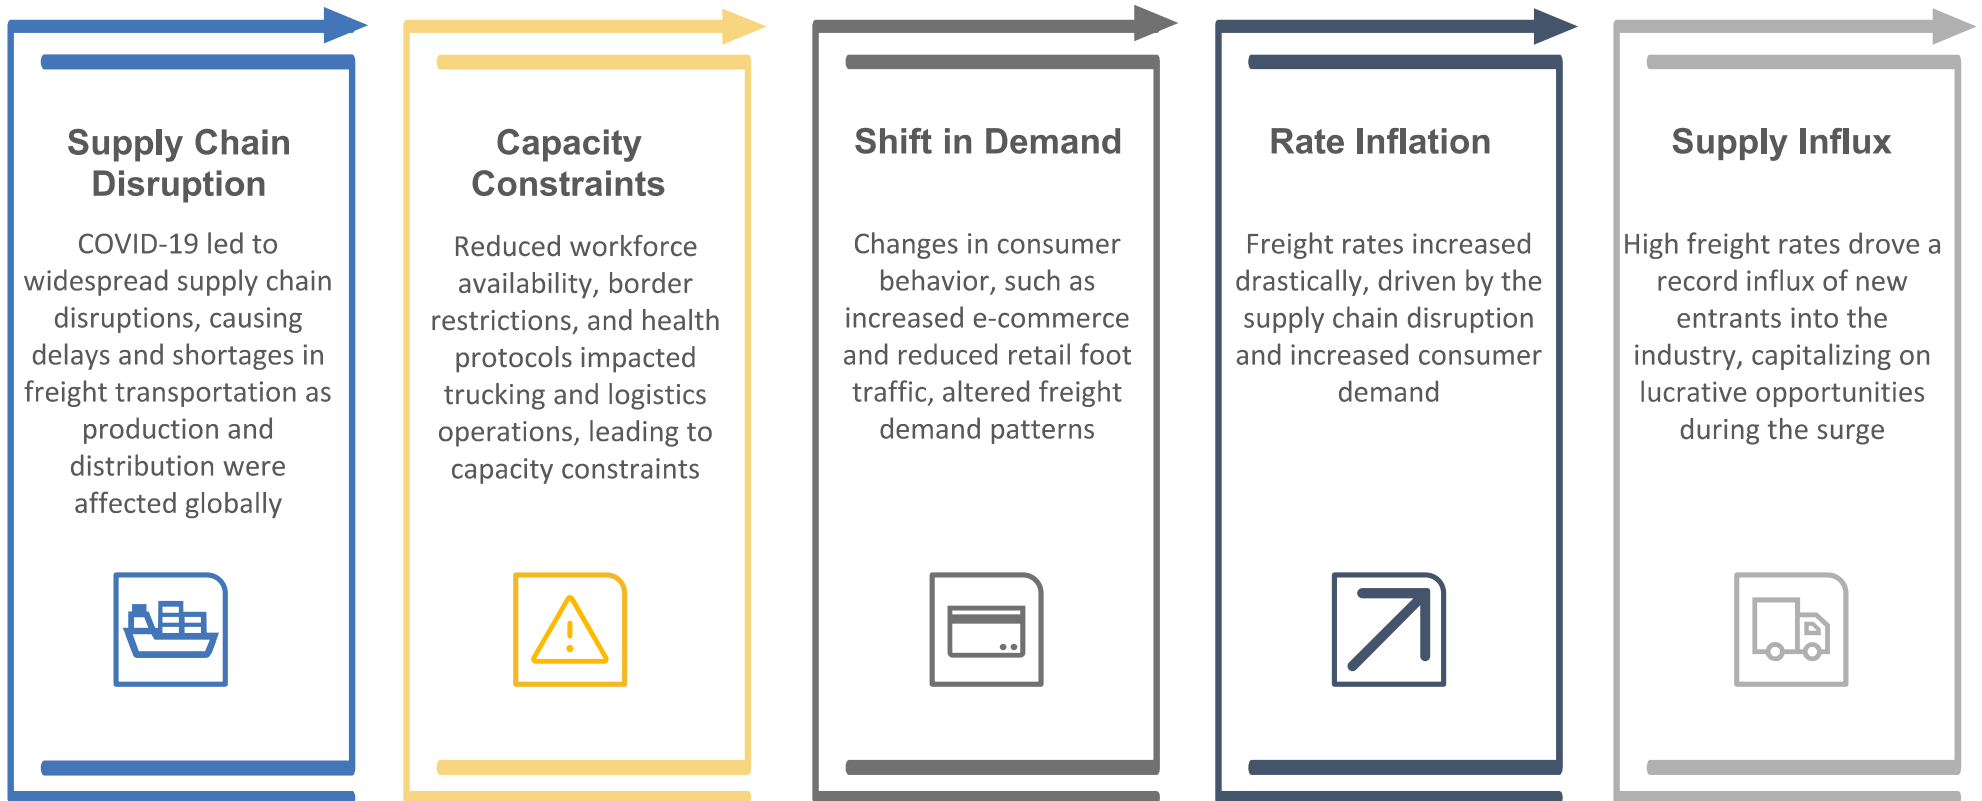 Supply Chain
Disruption
COVID-19 led to
widespread supply chain
disruptions, causing
delays and shortages in
freight transportation as
production and
distribution were
affected globally
Capacity
Constraints
Reduced workforce
availability, border
restrictions, and health
protocols impacted
trucking and logistics
operations, leading to
capacity constraints
Shift in Demand
Changes in consumer
behavior, such as
increased e-commerce
and reduced retail foot
traffic, altered freight
demand patterns
Rate Inflation
Freight rates increased
drastically, driven by the
supply chain disruption
and increased consumer
demand
Supply Influx
High freight rates drove a
record influx of new
entrants into the
industry, capitalizing on
lucrative opportunities
during the surge